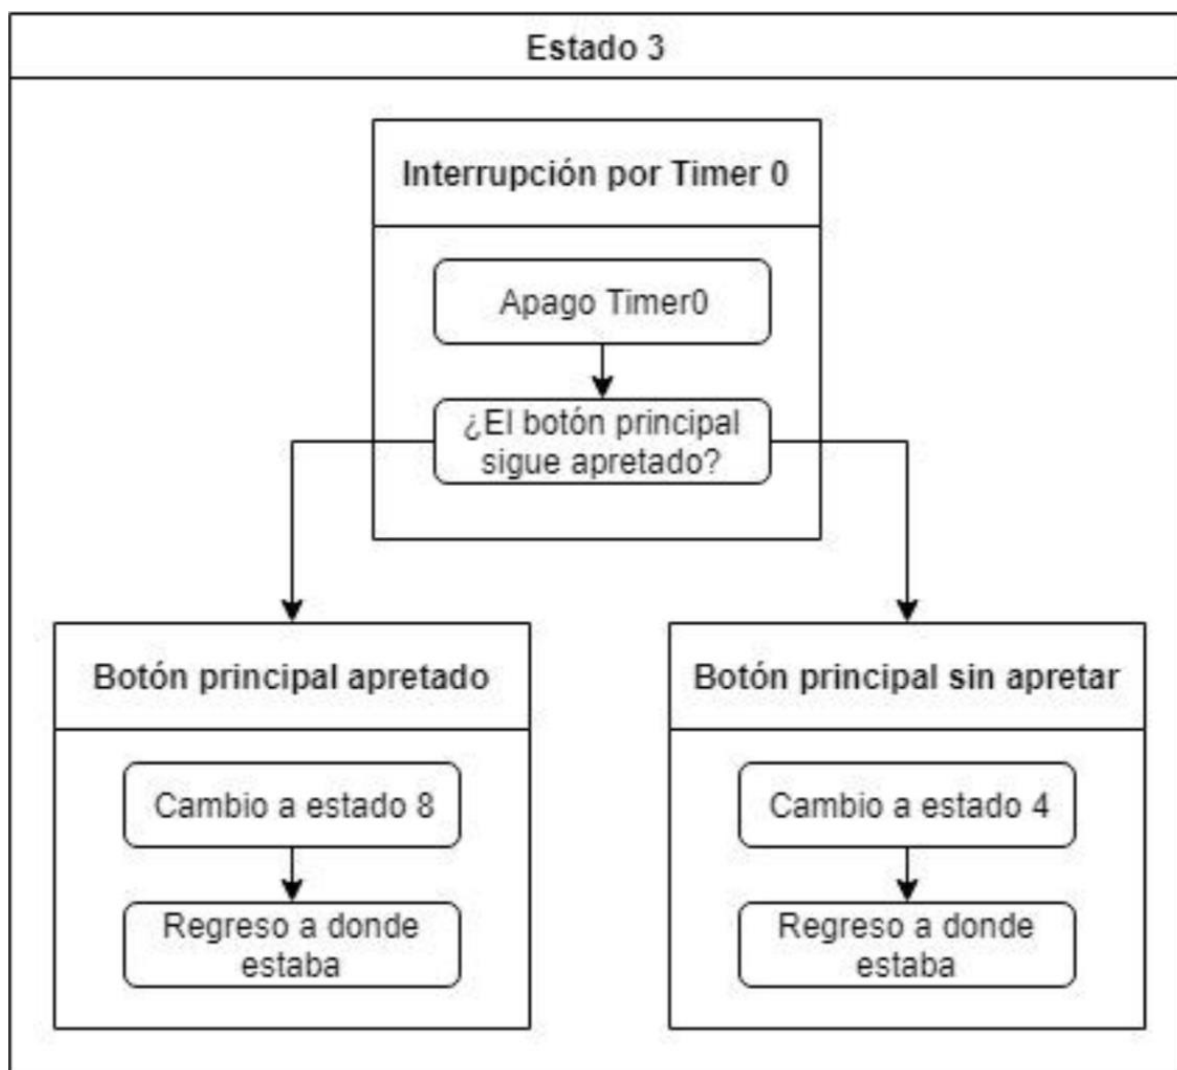 Estado 3
Interrupción por Timer 0
Apago Timer0
¿El botón principal
sigue apretado?
Botón principal apretado
Cambio a estado 8
Regreso a donde
estaba
Botón principal sin apretar
Cambio a estado 4
Regreso a donde
estaba